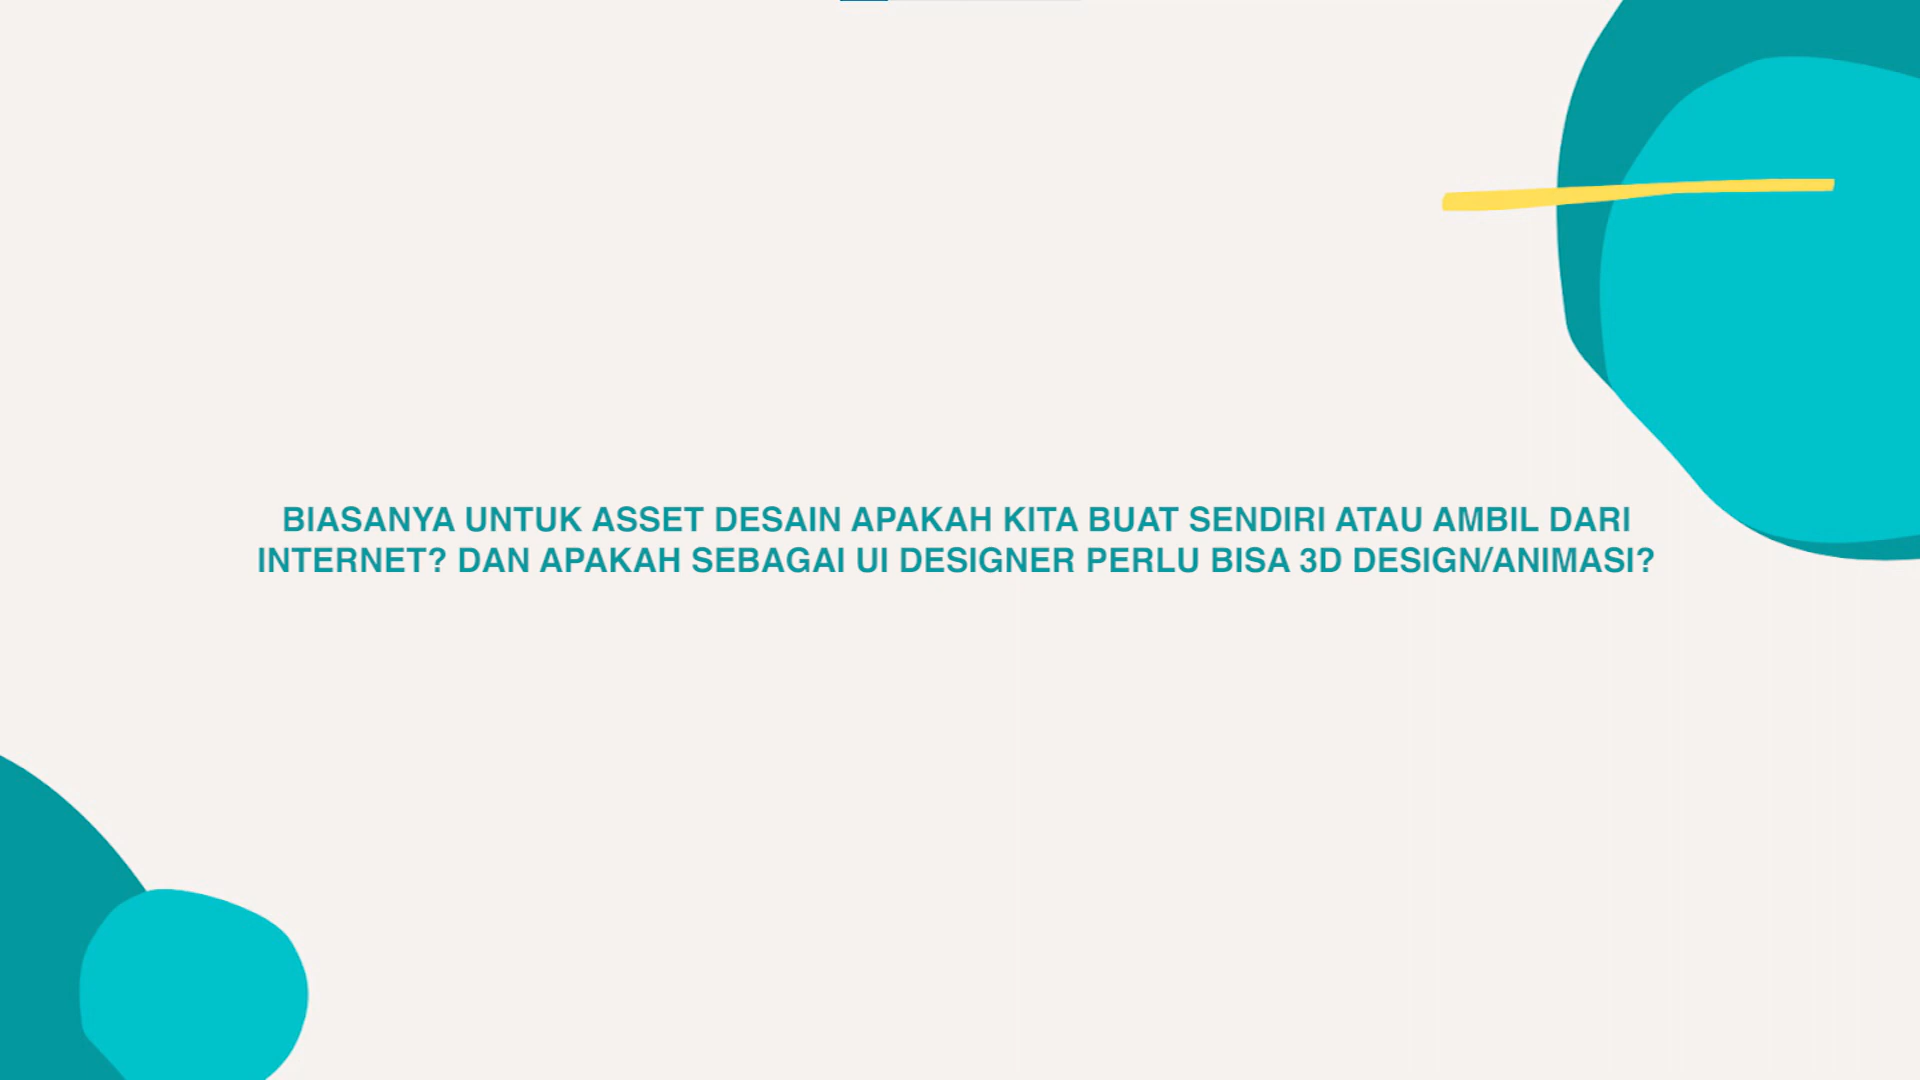 BIASANYA UNTUK ASSET DESAIN APAKAH KITA BUAT SENDIRI ATAU AMBIL DARI
INTERNET? DAN APAKAH SEBAGAI UI DESIGNER PERLU BISA 3D DESIGN/ANIMASI?